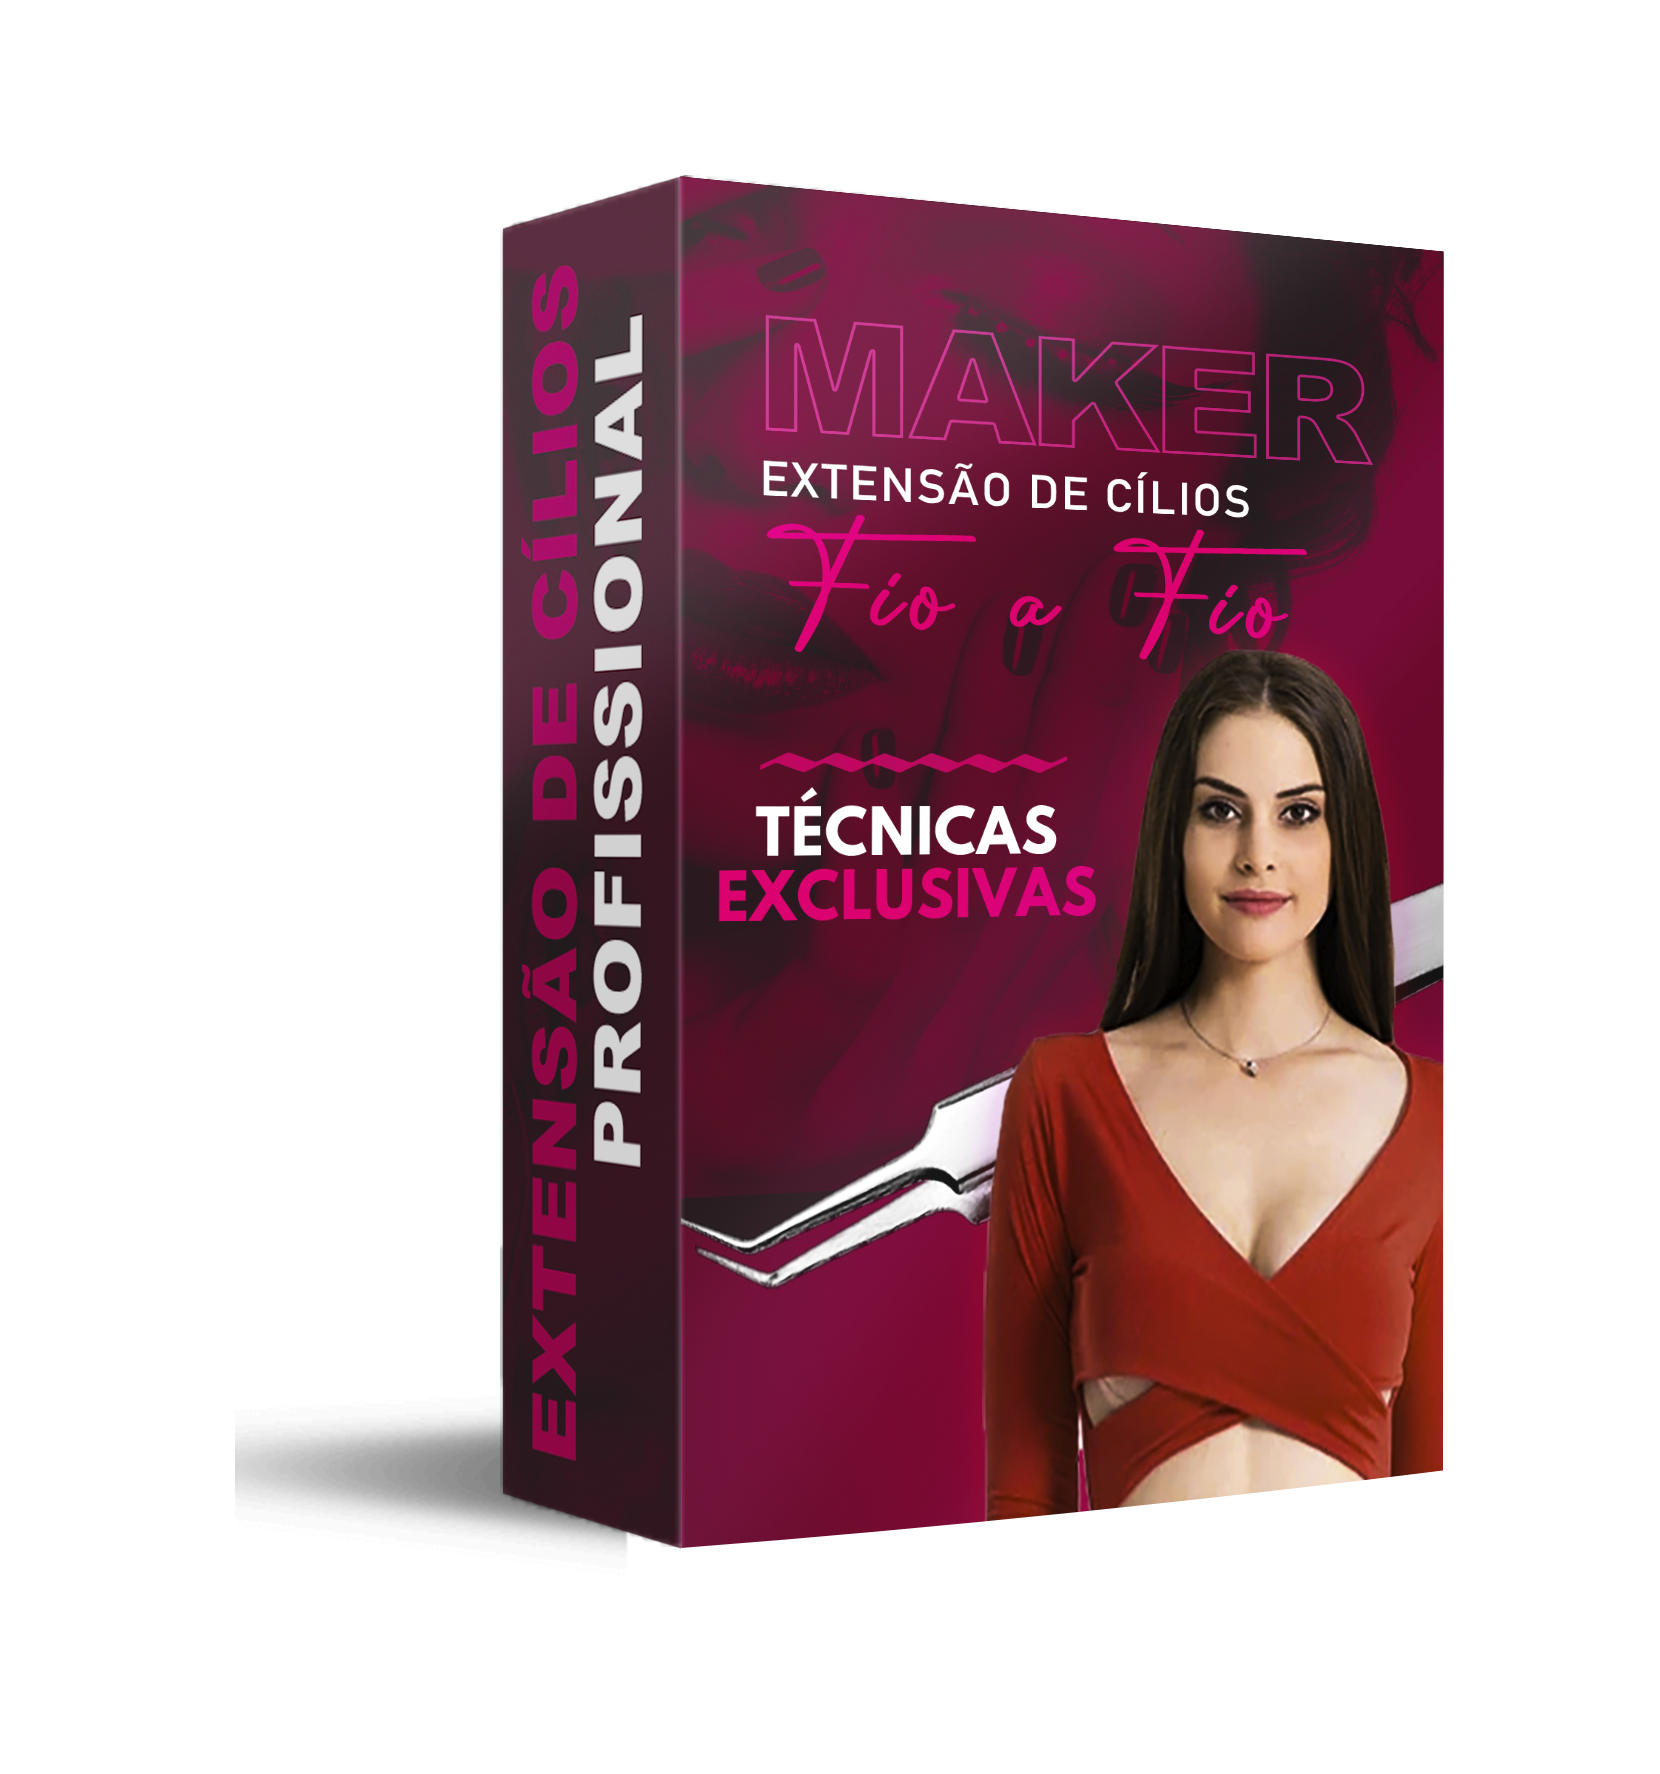 EXTENSÃO DE CÍLIOS
PROFISSIONAL
MAKER
EXTENSÃO DE CÍLIOS
Fio a Fio
TÉCNICAS
EXCLUSIVAS